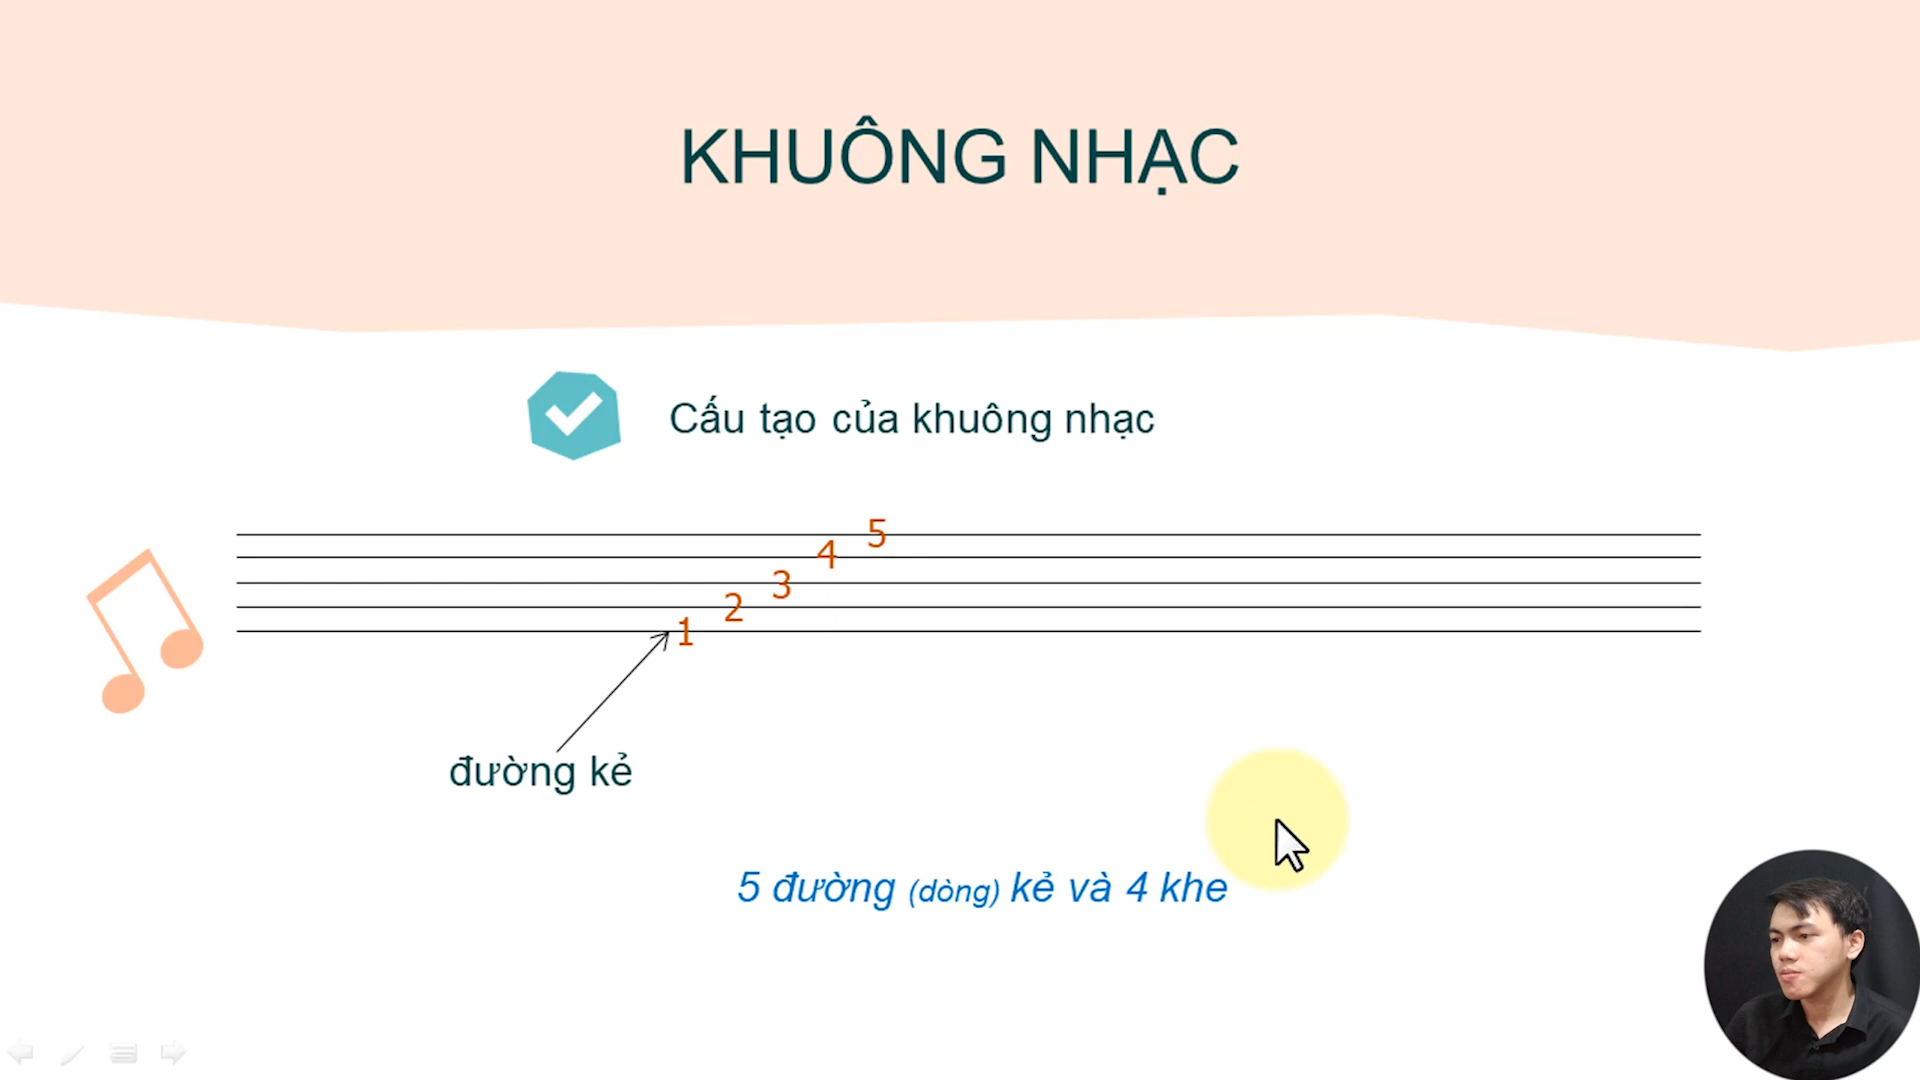 KHUÔNG NHẠC
Cấu tạo của khuông nhạc
5
4
3
2
1
đường kẻ
5 đường (dòng) kẻ và 4 khe